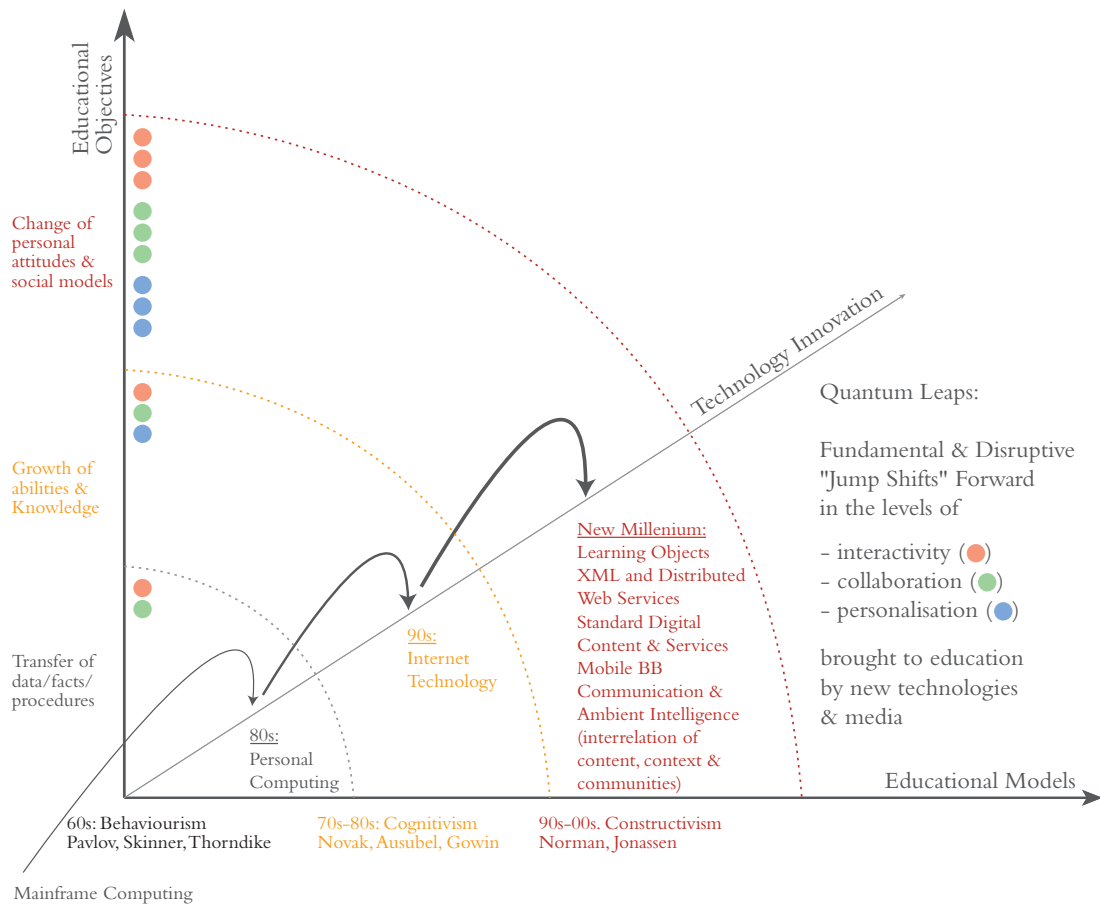 Educational
Objectives
Change of
personal
attitudes &
social models
Growth of
abilities &
Knowledge
Transfer of
data/facts/
procedures
Technology Innovation
Quantum Leaps:
Fundamental & Disruptive
"Jump Shifts" Forward
in the levels of
- interactivity ( )
- collaboration ( )
- personalisation ( )
brought to education
by new technologies
& media
New Millenium:
Learning Objects
XML and Distributed
Web Services
Standard Digital
Content & Services
Mobile BB
Communication &
Ambient Intelligence
(interrelation of
content, context &
communities)
90s:
Internet
Technology
80s:
Personal
Computing
Educational Models
60s: Behaviourism
Pavlov, Skinner, Thorndike
70s-80s: Cognitivism
Novak, Ausubel, Gowin
90s-00s. Constructivism
Norman, Jonassen
Mainframe Computing